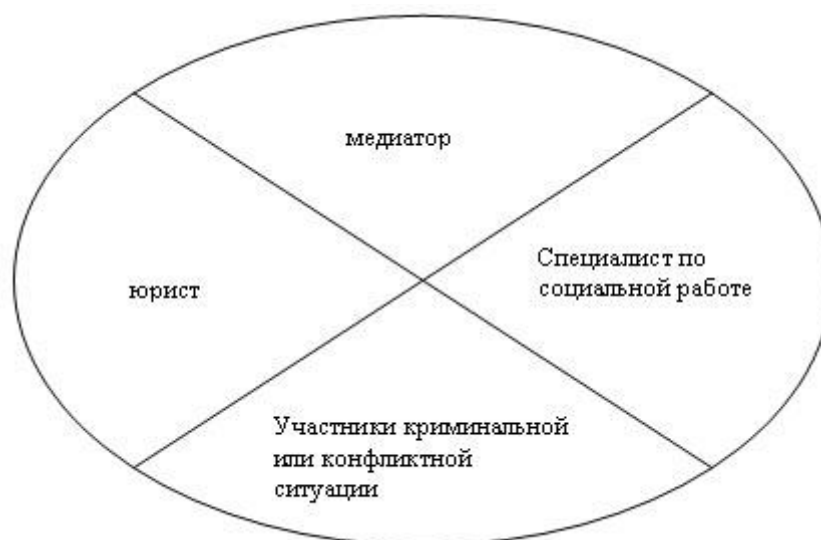 медиатор
юрист
Специалист по
социальной работе
Участники криминальной
или конфликтной
ситуации